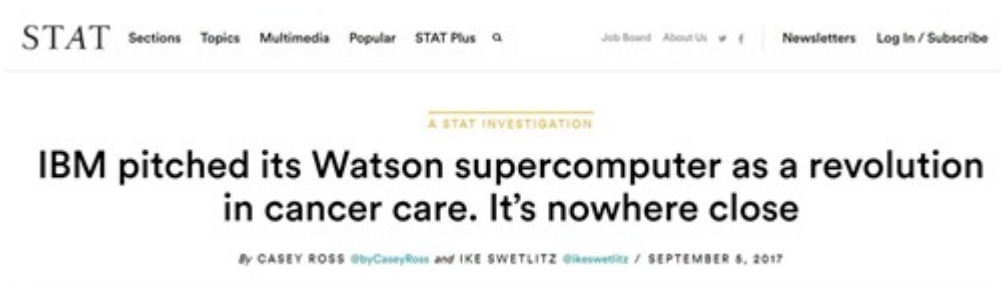 STAT Sections Topics Multimedia Popular STAT Plus Job Board About Us f Newsletters Log In / Subscribe
A STAT INVESTIGATION
IBM pitched its Watson supercomputer as a revolution
in cancer care. It's nowhere close
By CASEY ROSS @byCaseyRoss and IKE SWETLITZ @ikeswetlitz / SEPTEMBER 5, 2017